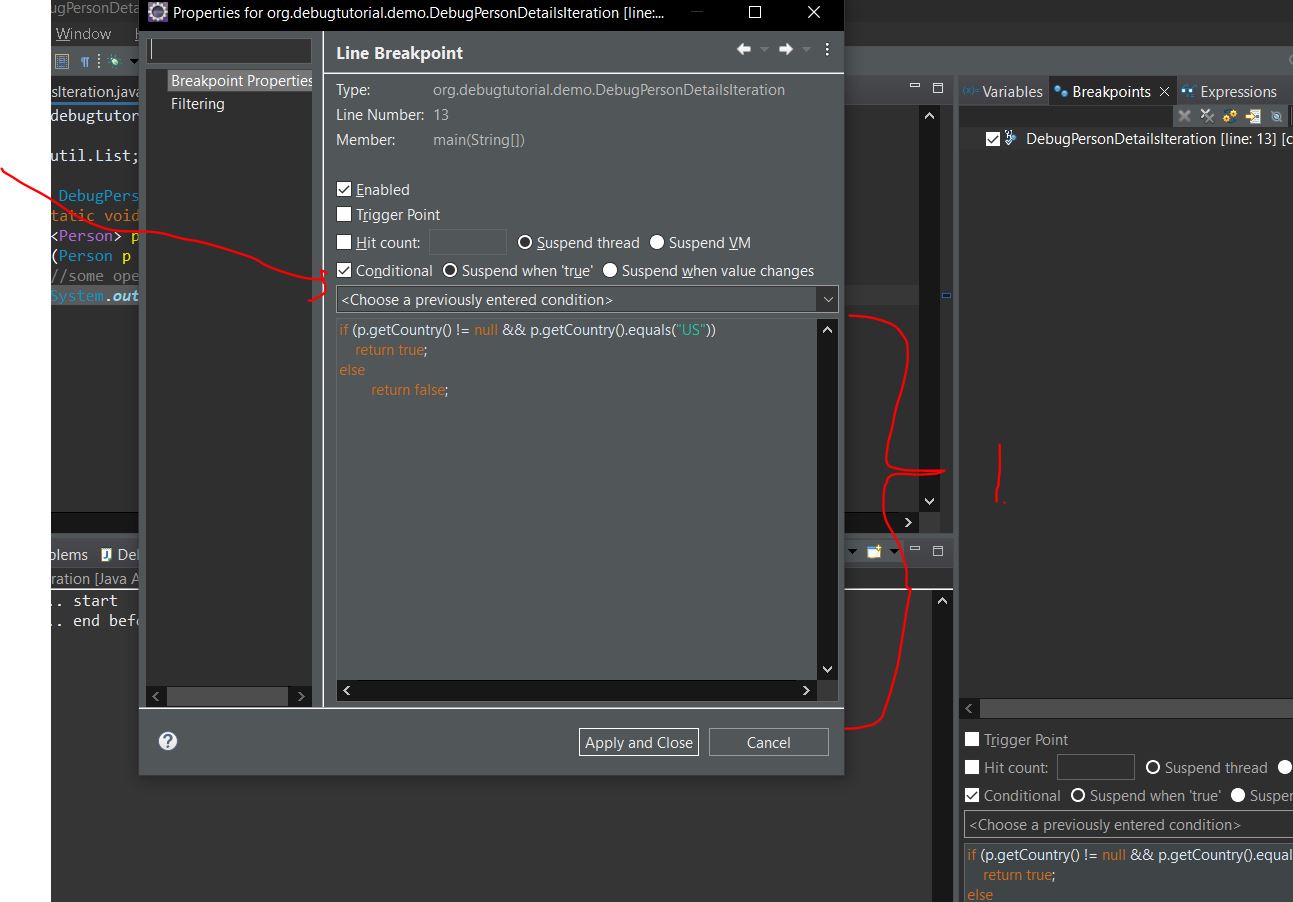 Properties for org.debugtutorial.demo.DebugPersonDetailsIteration [line:...
Window
Breakpoint Properties
Filtering
Line Breakpoint
Type: org.debugtutorial.demo.DebugPersonDetailsIteration
Line Number: 13
Member: main(String[])
Enabled
Trigger Point
Hit count: Suspend thread Suspend VM
Conditional Suspend when 'true' Suspend when value changes
<Choose a previously entered condition>
if (p.getCountry() != null && p.getCountry().equals("US"))
return true;
else
return false;
Apply and Close Cancel
sIteration.java
debugtutor
util.List;
DebugPers
tatic void
<Person> p
(Person p
//some ope
System.out
blems Del
ration [Java A
.. start
.. end befo
Variables Breakpoints Expressions
DebugPersonDetailsIteration [line: 13] [c
Trigger Point
Hit count: Suspend thread
Conditional Suspend when 'true' Suspen
<Choose a previously entered condition>
if (p.getCountry() != null && p.getCountry().equal
return true;
else